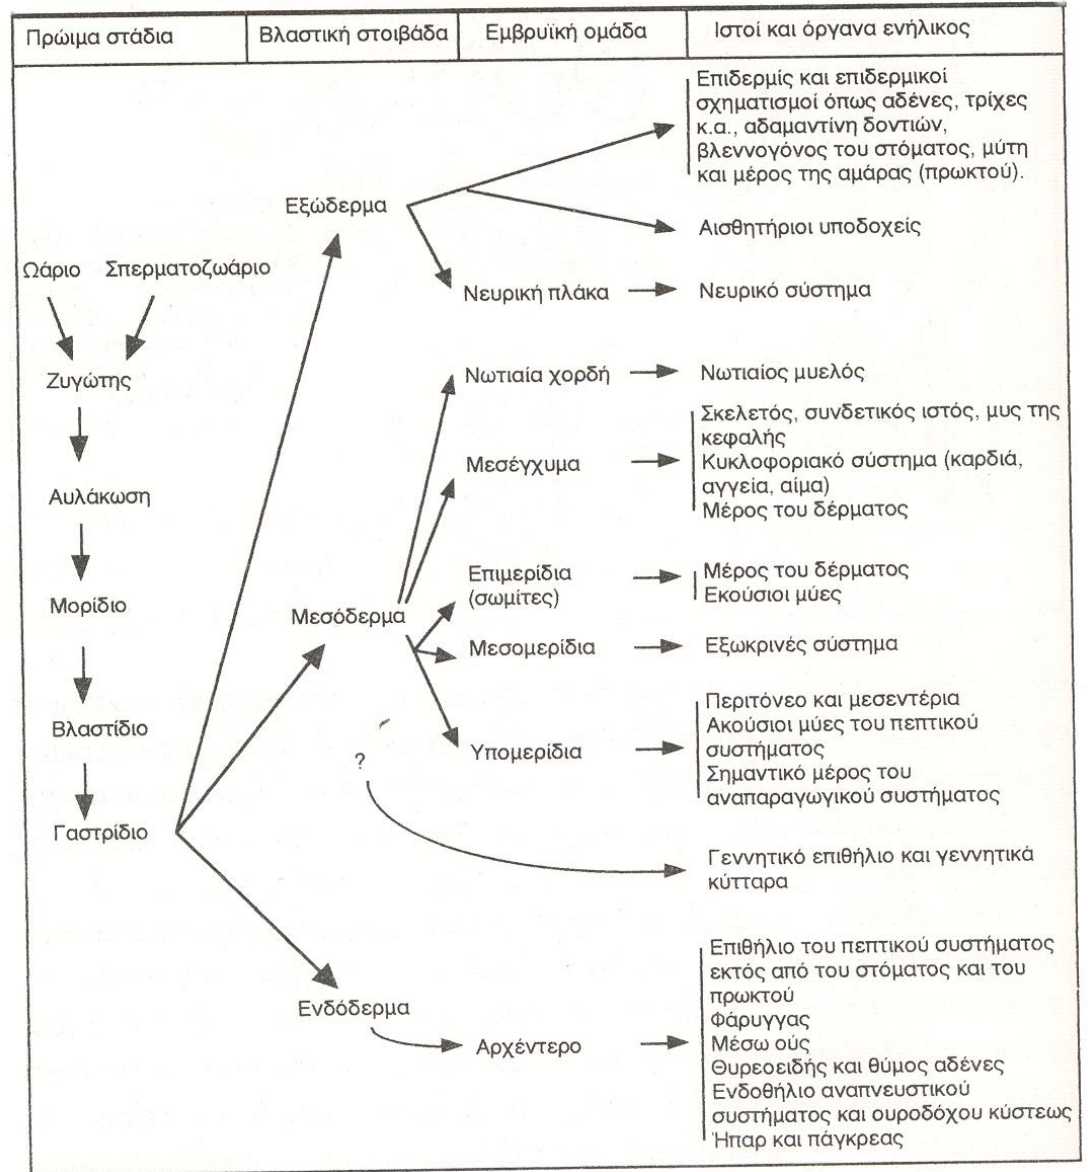 Πρώιμα στάδια
Βλαστική στοιβάδα
Εμβρυϊκή ομάδα
Ιστοί και όργανα ενήλικος
Ωάριο
Σπερματοζωάριο
Ζυγώτης
Αυλάκωση
Μορίδιο
Βλαστίδιο
Γαστρίδιο
Εξώδερμα
Μεσόδερμα
?
Ενδόδερμα
Νευρική πλάκα
Νωτιαία χορδή
Μεσέγχυμα
Επιμερίδια
(σωμίτες)
Μεσομερίδια
Υπομερίδια
Αρχέντερο
Επιδερμίς και επιδερμικοί
σχηματισμοί όπως αδένες, τρίχες
κ.α., αδαμαντίνη δοντιών,
βλεννογόνος του στόματος, μύτη
και μέρος της αμάρας (πρωκτού).
Αισθητήριοι υποδοχείς
Νευρικό σύστημα
Νωτιαίος μυελός
Σκελετός, συνδετικός ιστός, μυς της
κεφαλής
Κυκλοφοριακό σύστημα (καρδιά,
αγγεία, αίμα)
Μέρος του δέρματος
Μέρος του δέρματος
Εκούσιοι μύες
Εξωκρινές σύστημα
Περιτόνεο και μεσεντέρια
Ακούσιοι μύες του πεπτικού
συστήματος
Σημαντικό μέρος του
αναπαραγωγικού συστήματος
Γεννητικό επιθήλιο και γεννητικά
κύτταρα
Επιθήλιο του πεπτικού συστήματος
εκτός από του στόματος και του
πρωκτού
Φάρυγγας
Μέσω ούς
Θυρεοειδής και θύμος αδένες
Ενδοθήλιο αναπνευστικού
συστήματος και ουροδόχου κύστεως
Ήπαρ και πάγκρεας